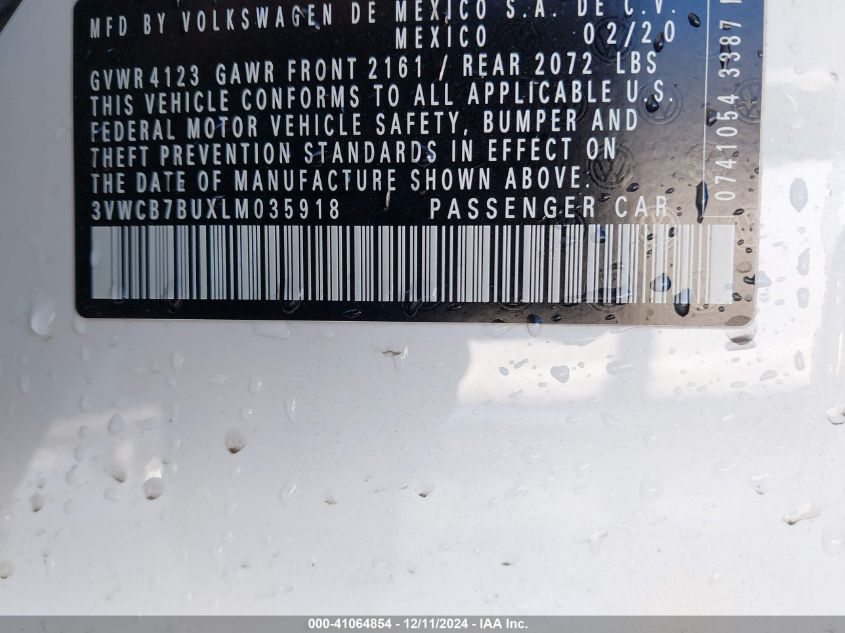 MFD BY VOLKSWAGEN DE MEXICO S.A. DE C.V.
MEXICO 02/20
GVWR 4123 GAWR FRONT 2161 / REAR 2072 LBS
THIS VEHICLE CONFORMS TO ALL APPLICABLE U.S.
FEDERAL MOTOR VEHICLE SAFETY, BUMPER AND
THEFT PREVENTION STANDARDS IN EFFECT ON
THE DATE OF MANUFACTURE SHOWN ABOVE.
3VWCB7BUXLM035918 PASSENGER CAR
0741054 3387
000-41064854 - 12/11/2024 - IAA Inc.